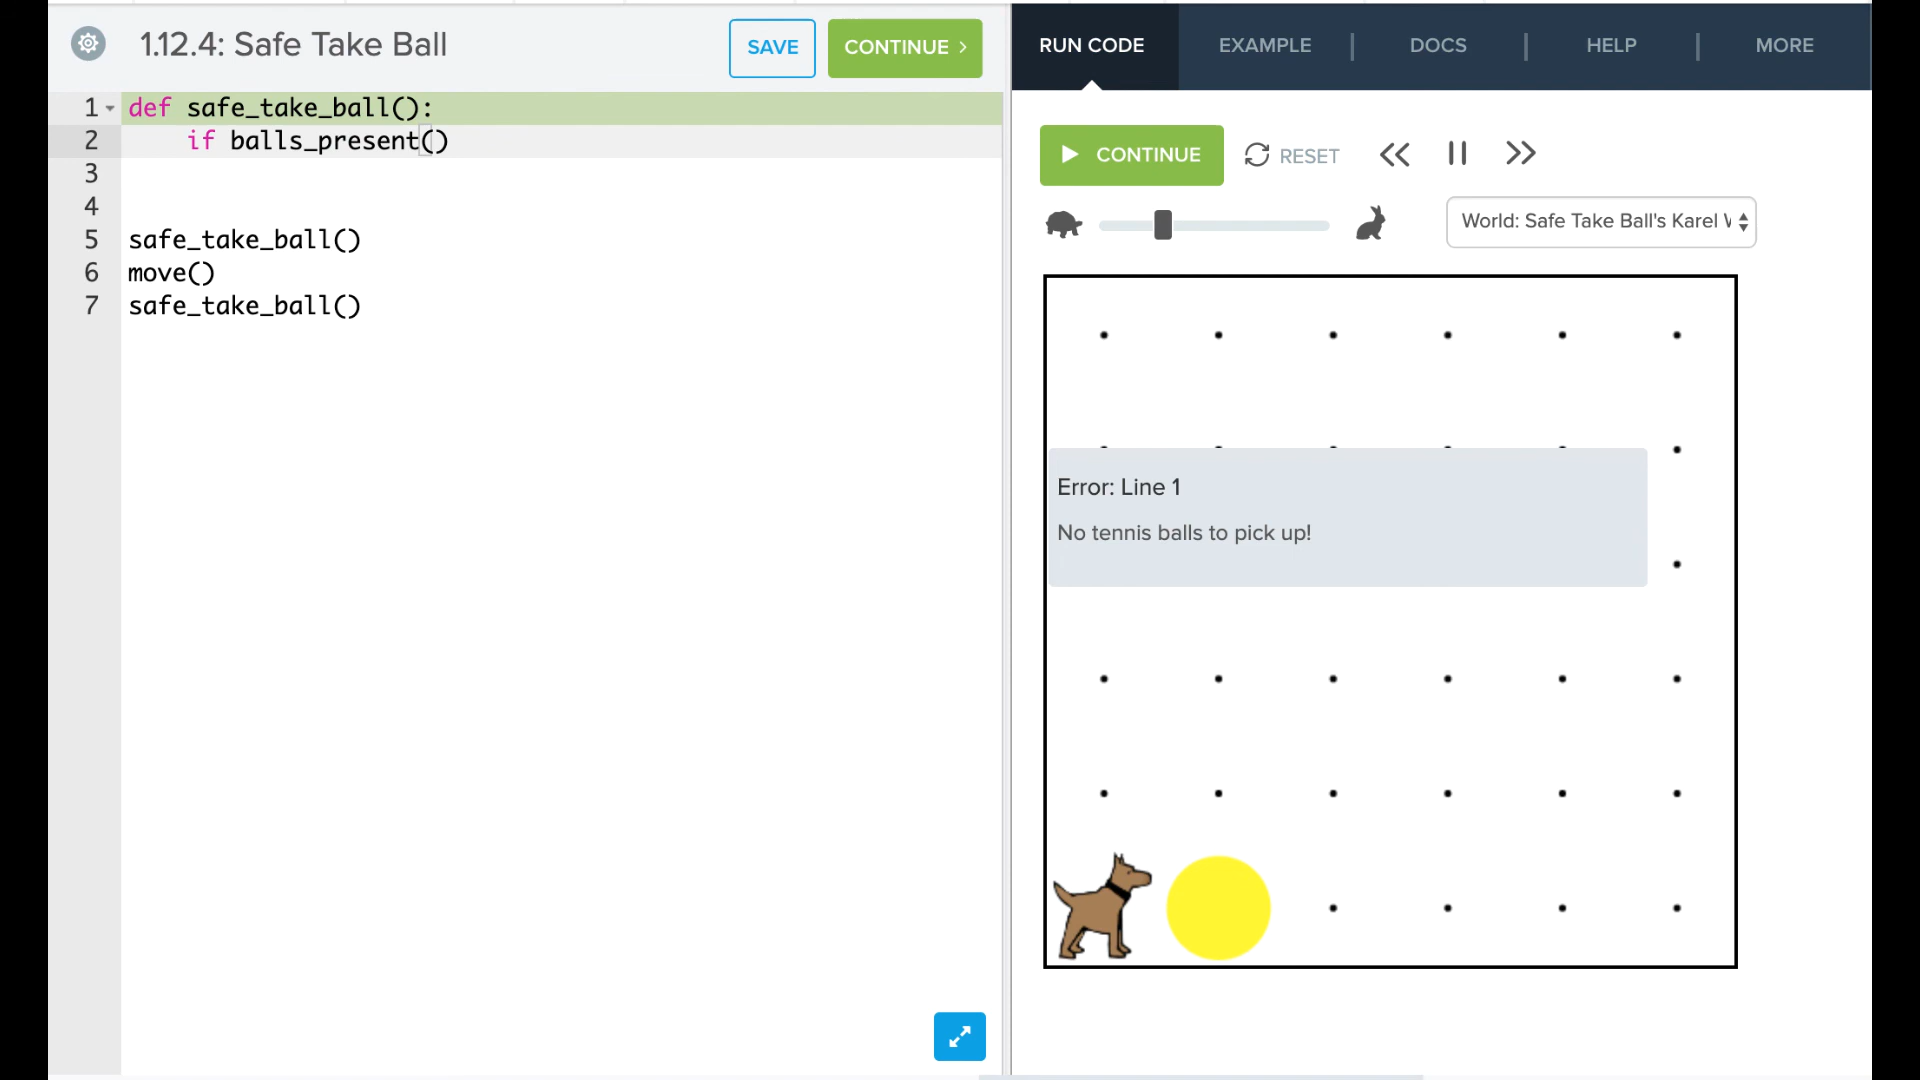 1.12.4: Safe Take Ball
SAVE
CONTINUE >
RUN CODE
EXAMPLE
DOCS
HELP
MORE
1 def safe_take_ball():
2 if balls_present()
3
4
5 safe_take_ball()
6 move()
7 safe_take_ball()
CONTINUE
RESET
World: Safe Take Ball's Karel
Error: Line 1
No tennis balls to pick up!